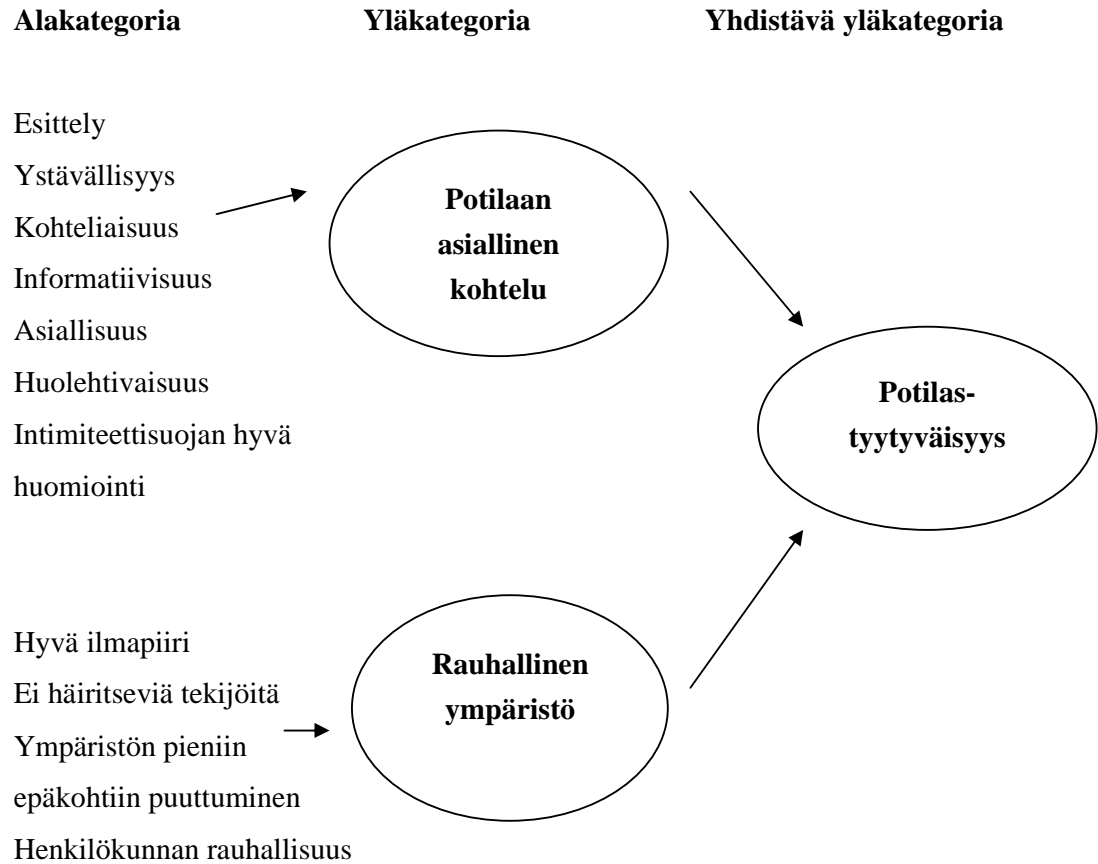 Alakategoria Yläkategoria Yhdistävä yläkategoria
Esittely
Ystävällisyys
Kohteliaisuus
Informatiivisuus
Asiallisuus
Huolehtivaisuus
Intimiteettisuojan hyvä
huomiointi
Potilaan
asiallinen
kohtelu
Potilas-
tyytyväisyys
Hyvä ilmapiiri
Ei häiritseviä tekijöitä
Ympäristön pieniin
epäkohtiin puuttuminen
Henkilökunnan rauhallisuus
Rauhallinen
ympäristö